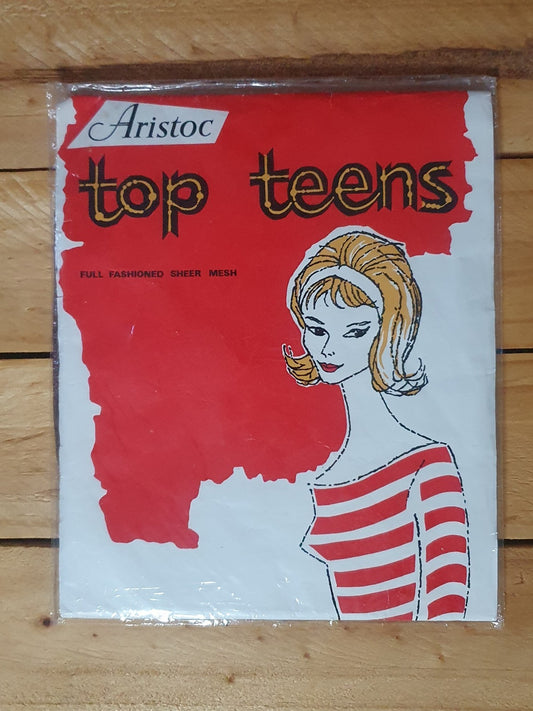 Aristoc
top teens
FULL FASHIONED SHEER MESH